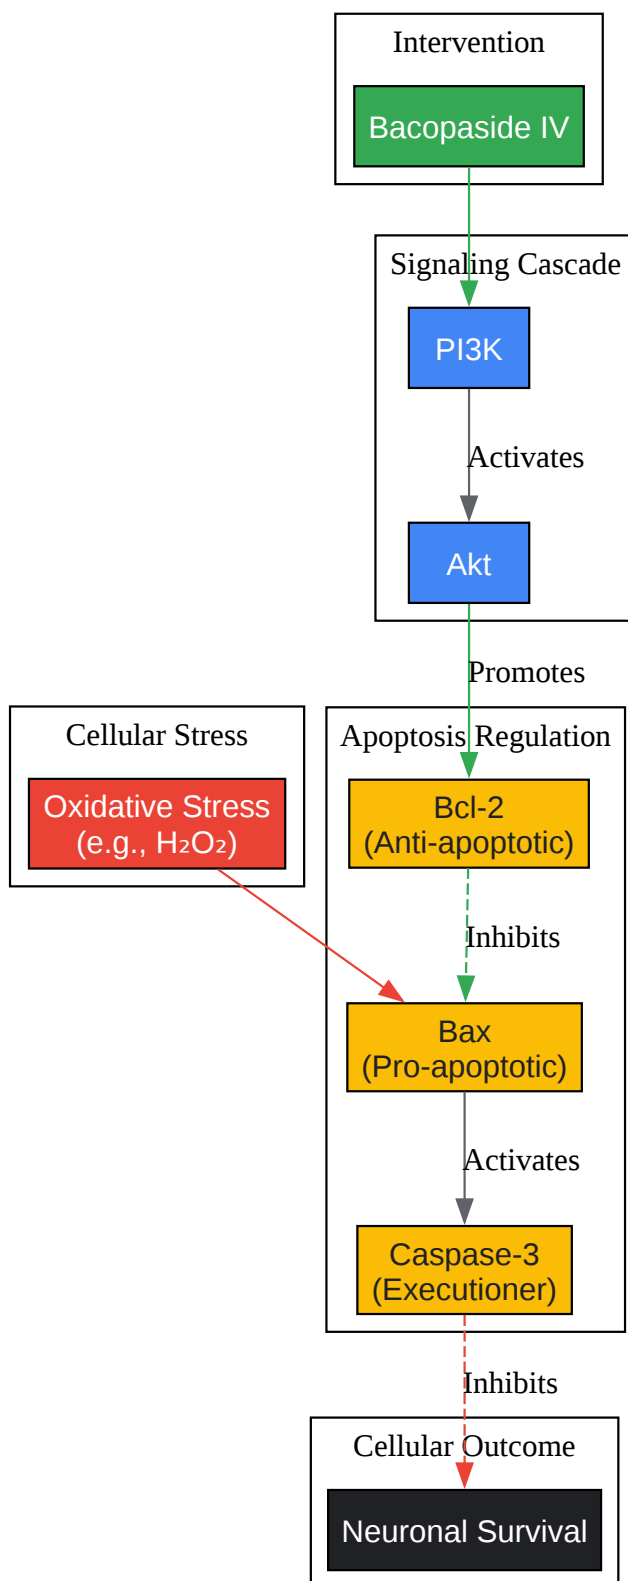 Intervention
Bacopaside IV
Signaling Cascade
PI3K
Activates
Akt
Promotes
Cellular Stress
Oxidative Stress
(e.g., H₂O₂)
Apoptosis Regulation
Bcl-2
(Anti-apoptotic)
Inhibits
Bax
(Pro-apoptotic)
Activates
Caspase-3
(Executioner)
Inhibits
Cellular Outcome
Neuronal Survival